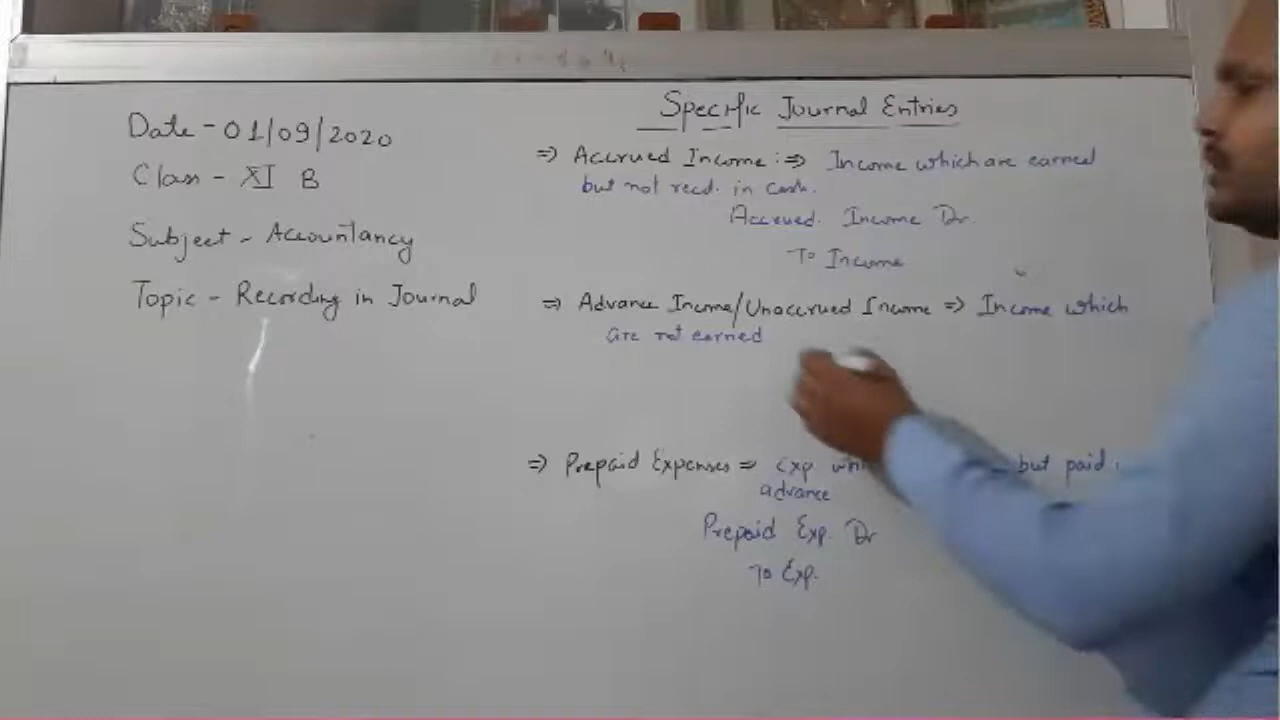 Date - 01/09/2020
Class - XI B
Subject - Accountancy
Topic - Recording in Journal
Specific Journal Entries
⇒ Accrued Income :⇒ Income which are earned
but not recd. in cash.
Accrued. Income Dr.
To Income
⇒ Advance Income/Unaccrued Income ⇒ Income which
are not earned
⇒ Prepaid Expenses ⇒ Exp but paid
advance
Prepaid Exp. Dr
To Exp.